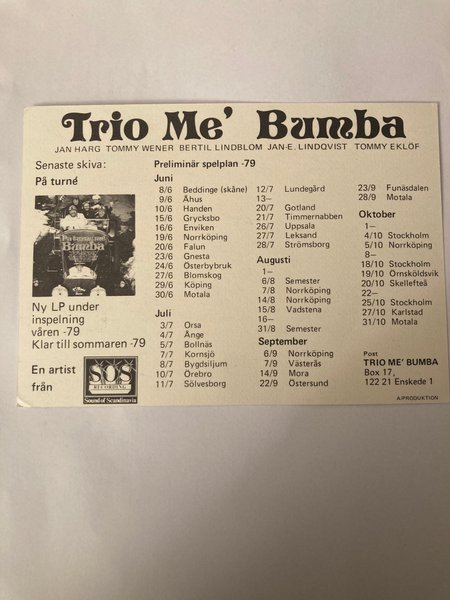 Trio Me' Bumba
JAN HARG TOMMY WENER BERTIL LINDBLOM JAN-E. LINDQVIST TOMMY EKLÖF
Senaste skiva:
På turné
Bumba
Ny LP under
inspelning
våren -79
Klar till sommaren -79
En artist
från
SOS
RECORDING
Sound of Scandinavia
Preliminär spelplan -79
Juni
8/6 Beddinge (skåne)
9/6 Åhus
10/6 Handen
15/6 Grycksbo
16/6 Enviken
19/6 Norrköping
20/6 Falun
23/6 Gnesta
24/6 Österbybruk
27/6 Blomskog
29/6 Köping
30/6 Motala
Juli
3/7 Orsa
4/7 Ånge
5/7 Bollnäs
7/7 Kornsjö
8/7 Bygdsiljum
10/7 Örebro
11/7 Sölvesborg
12/7 Lundegård
13—
20/7 Gotland
21/7 Timmernabben
26/7 Uppsala
27/7 Leksand
28/7 Strömsborg
Augusti
1—
6/8 Semester
7/8 Norrköping
14/8 Norrköping
15/8 Vadstena
16—
31/8 Semester
September
6/9 Norrköping
7/9 Västerås
14/9 Mora
22/9 Östersund
23/9 Funäsdalen
28/9 Motala
Oktober
1—
4/10 Stockholm
5/10 Norrköping
8—
18/10 Stockholm
19/10 Örnsköldsvik
20/10 Skellefteå
22—
25/10 Stockholm
27/10 Karlstad
31/10 Motala
Post
TRIO ME' BUMBA
Box 17,
122 21 Enskede 1
A/PRODUKTION